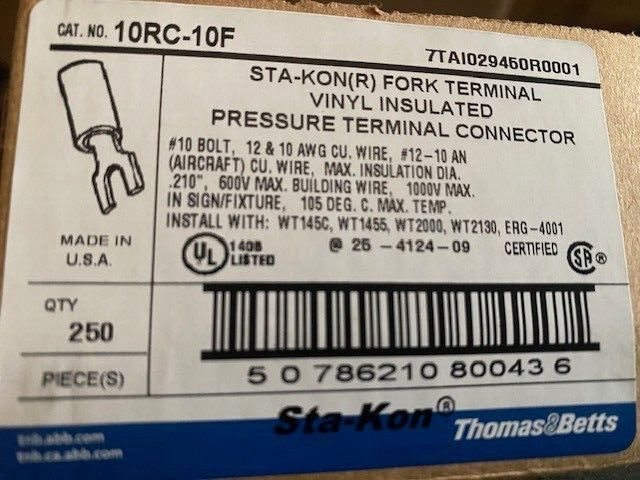 CAT. NO. 10RC-10F
7TAI029450R0001
STA-KON(R) FORK TERMINAL
VINYL INSULATED
PRESSURE TERMINAL CONNECTOR
#10 BOLT, 12 & 10 AWG CU. WIRE, #12-10 AN
(AIRCRAFT) CU. WIRE, MAX. INSULATION DIA.
.210", 600V MAX. BUILDING WIRE, 1000V MAX.
IN SIGN/FIXTURE, 105 DEG. C. MAX. TEMP.
INSTALL WITH: WT145C, WT1455, WT2000, WT2130, ERG-4001
MADE IN
U.S.A.
UL 140B
LISTED
@ 25 -4124-09
CERTIFIED SA®
QTY
250
PIECE(S)
5 0 786210 80043 6
Sta-Kon® Thomas&Betts
tnb.abb.com
tnb.ca.abb.com